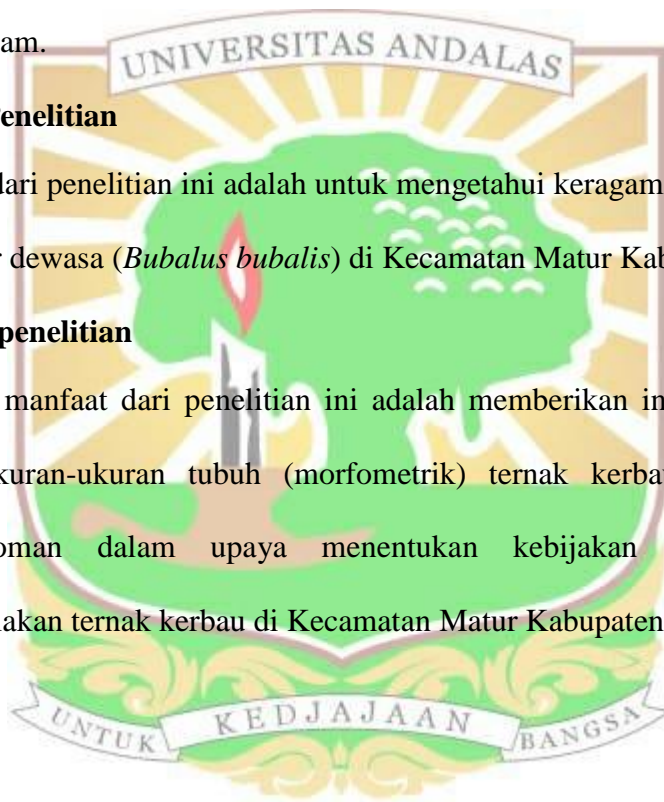 am.
UNIVERSITAS ANDALAS
enelitian
dari penelitian ini adalah untuk mengetahui keragam
r dewasa (Bubalus bubalis) di Kecamatan Matur Kab
penelitian
manfaat dari penelitian ini adalah memberikan in
kuran-ukuran tubuh (morfometrik) ternak kerba
oman dalam upaya menentukan kebijakan
akan ternak kerbau di Kecamatan Matur Kabupaten
UNTUK KEDJAJAAN BANGSA